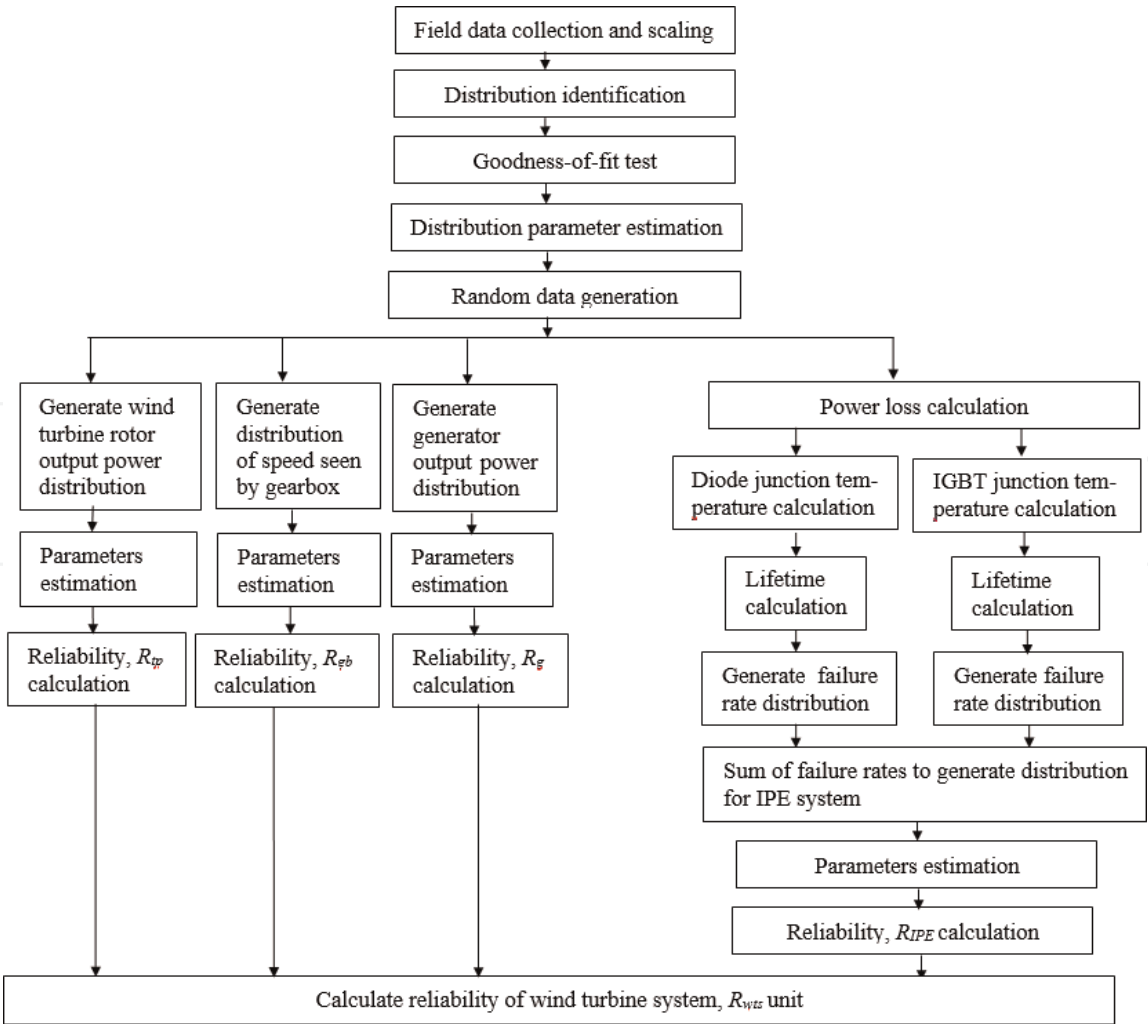 Field data collection and scaling
Distribution identification
Goodness-of-fit test
Distribution parameter estimation
Random data generation
Generate wind
turbine rotor
output power
distribution
Generate
distribution
of speed seen
by gearbox
Generate
generator
output power
distribution
Power loss calculation
Diode junction tem-
perature calculation
IGBT junction tem-
perature calculation
Parameters
estimation
Parameters
estimation
Parameters
estimation
Lifetime
calculation
Lifetime
calculation
Reliability, Rtp
calculation
Reliability, Rgb
calculation
Reliability, Rg
calculation
Generate failure
rate distribution
Generate failure
rate distribution
Sum of failure rates to generate distribution
for IPE system
Parameters estimation
Reliability, RIPE calculation
Calculate reliability of wind turbine system, Rwts unit